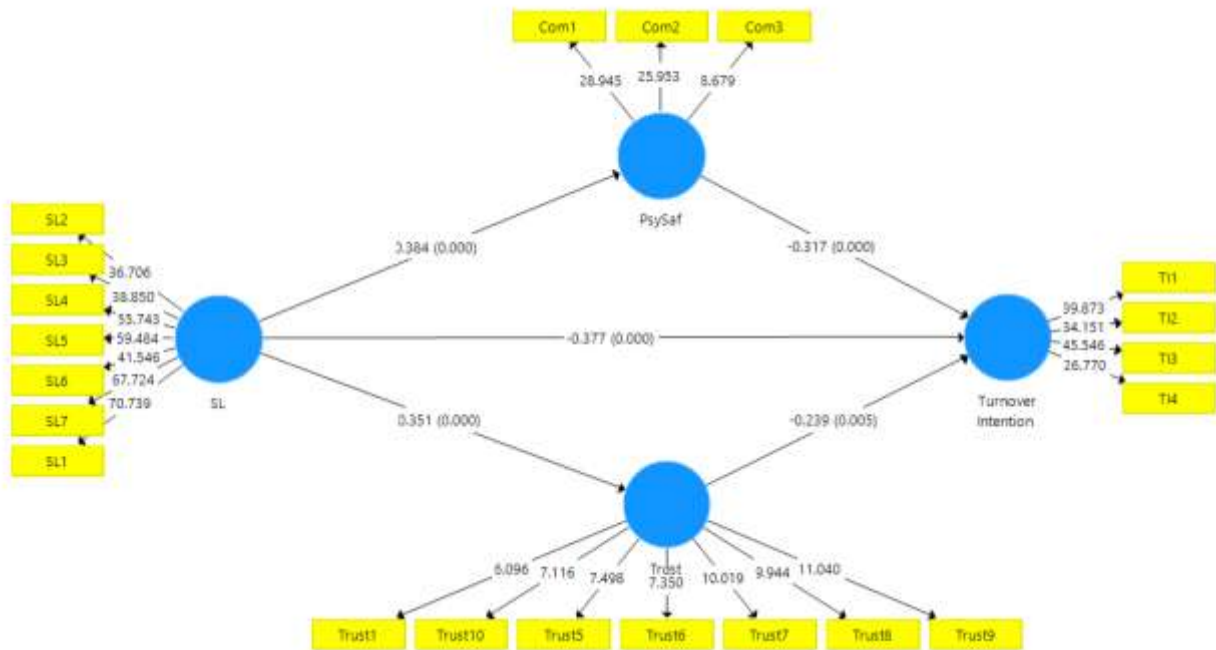 Com1 Com2 Com3
28.945 25.953 8.679
PsySaf
SL2
SL3
SL4
SL5
SL6
SL7
SL1
36.706
38.850
55.743
59.484
41.546
67.724
70.739
SL
0.384 (0.000)
-0.317 (0.000)
-0.377 (0.000)
0.351 (0.000)
-0.239 (0.005)
TI1
TI2
TI3
TI4
39.873
34.151
45.546
26.770
Turnover
Intention
Trust
6.096 7.116 7.498 7.350 10.019 9.944 11.040
Trust1 Trust10 Trust5 Trust6 Trust7 Trust8 Trust9